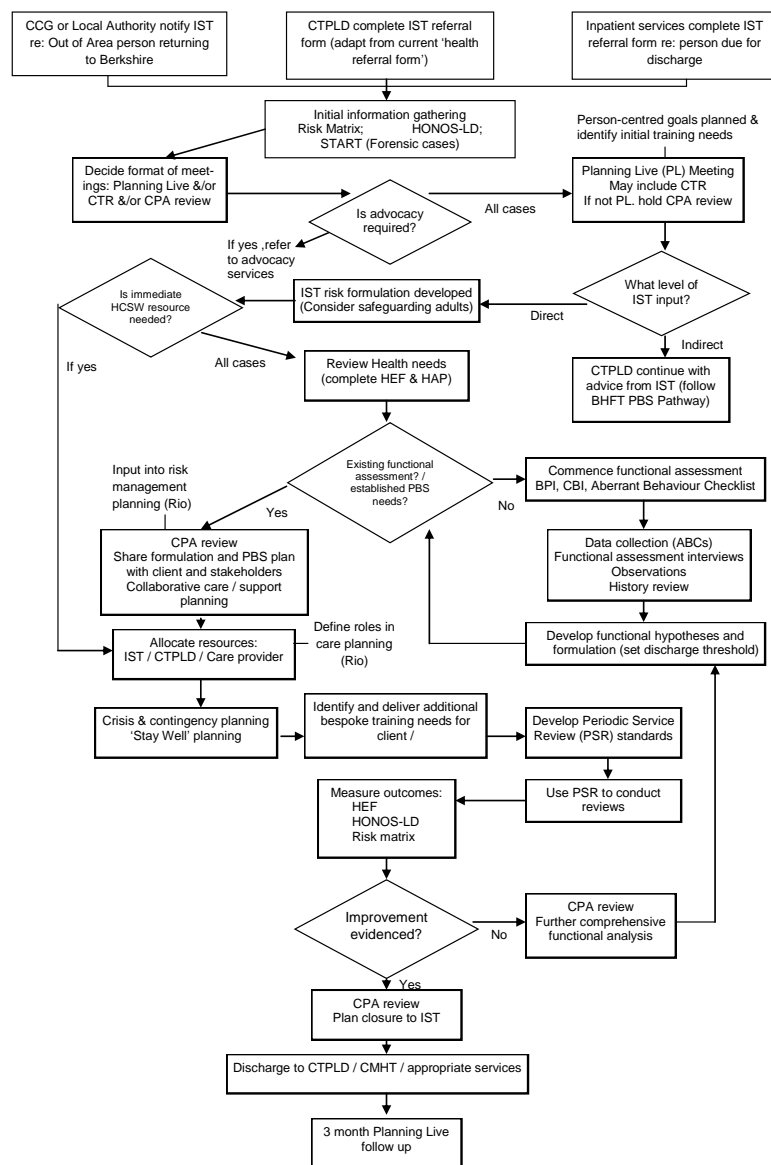 CCG or Local Authority notify IST
re: Out of Area person returning
to Berkshire
CTPLD complete IST referral
form (adapt from current ‘health
referral form’)
Inpatient services complete IST
referral form re: person due for
discharge
Initial information gathering
Risk Matrix; HONOS-LD;
START (Forensic cases)
Person-centred goals planned &
identify initial training needs
Decide format of meet-
ings: Planning Live &/or
CTR &/or CPA review
Is advocacy
required?
All cases
Planning Live (PL) Meeting
May include CTR
If not PL. hold CPA review
If yes ,refer
to advocacy
services
What level of
IST input?
Direct
Indirect
IST risk formulation developed
(Consider safeguarding adults)
Is immediate
HCSW resource
needed?
If yes
All cases
CTPLD continue with
advice from IST (follow
BHFT PBS Pathway)
Review Health needs
(complete HEF & HAP)
Existing functional
assessment? /
established PBS
needs?
No
Yes
Commence functional assessment
BPI, CBI, Aberrant Behaviour Checklist
Input into risk
management
planning (Rio)
CPA review
Share formulation and PBS plan
with client and stakeholders
Collaborative care / support
planning
Data collection (ABCs)
Functional assessment interviews
Observations
History review
Develop functional hypotheses and
formulation (set discharge threshold)
Allocate resources:
IST / CTPLD / Care provider
Define roles in
care planning
(Rio)
Crisis & contingency planning
‘Stay Well’ planning
Identify and deliver additional
bespoke training needs for
client /
Develop Periodic Service
Review (PSR) standards
Use PSR to conduct
reviews
Measure outcomes:
HEF
HONOS-LD
Risk matrix
Improvement
evidenced?
No
Yes
CPA review
Further comprehensive
functional analysis
CPA review
Plan closure to IST
Discharge to CTPLD / CMHT / appropriate services
3 month Planning Live
follow up